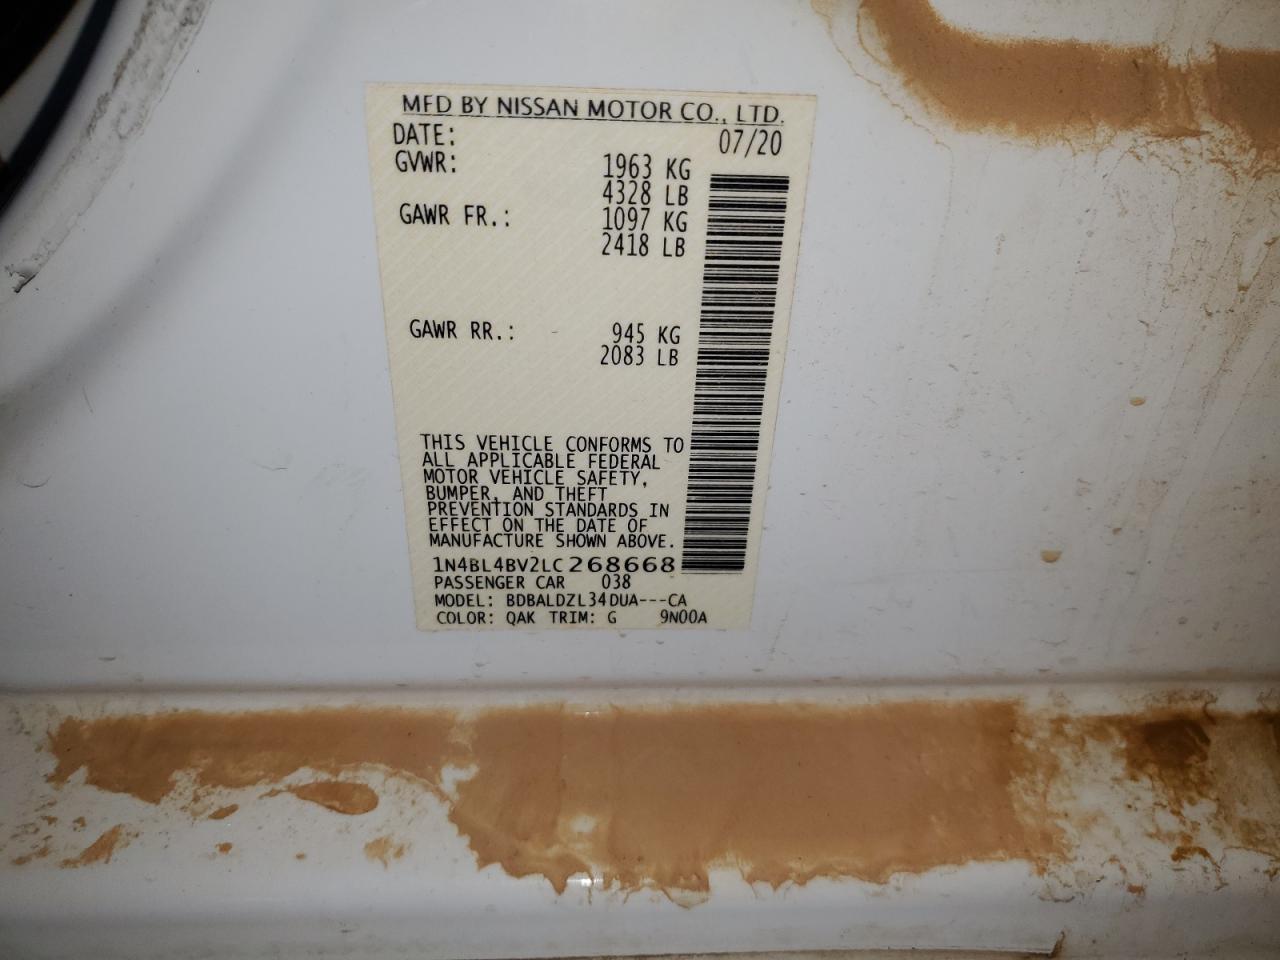 MFD BY NISSAN MOTOR CO., LTD.
DATE: 07/20
GVWR: 1963 KG
4328 LB
GAWR FR.: 1097 KG
2418 LB
GAWR RR.: 945 KG
2083 LB
THIS VEHICLE CONFORMS TO
ALL APPLICABLE FEDERAL
MOTOR VEHICLE SAFETY,
BUMPER, AND THEFT
PREVENTION STANDARDS IN
EFFECT ON THE DATE OF
MANUFACTURE SHOWN ABOVE.
1N4BL4BV2LC268668
PASSENGER CAR 038
MODEL: BDBALDZL34DUA---CA
COLOR: QAK TRIM: G 9N00A